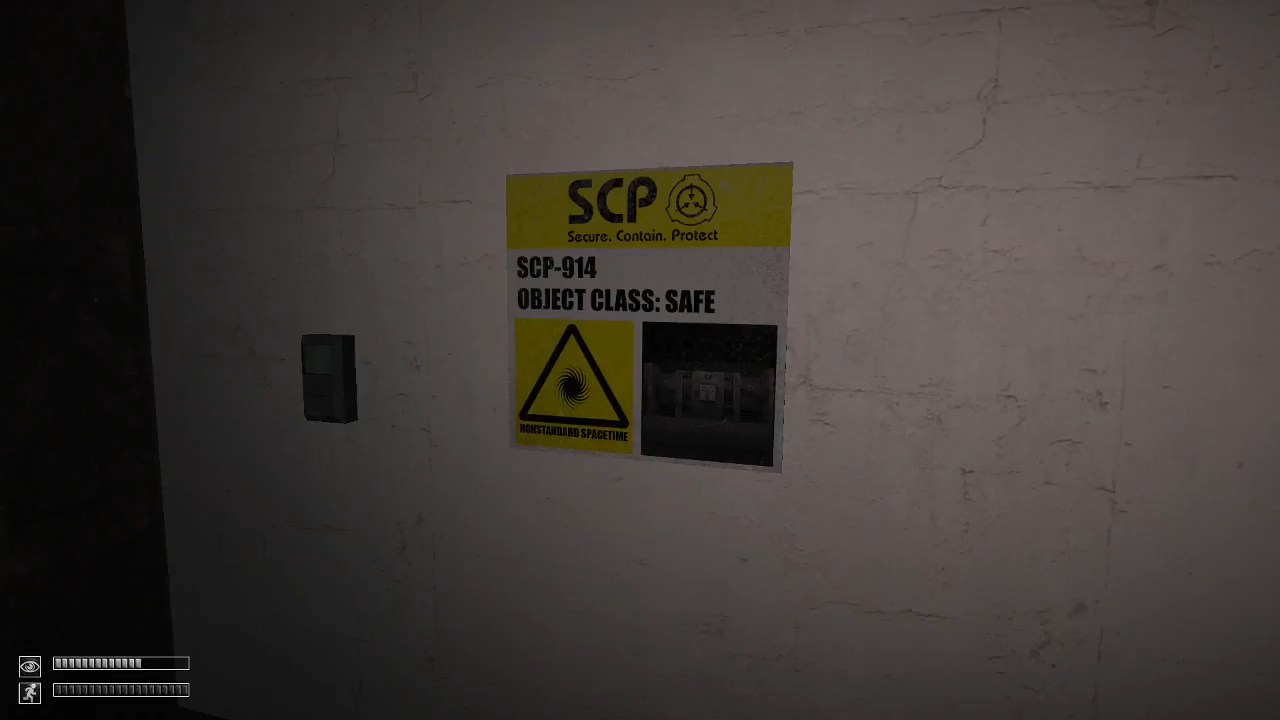 SCP
Secure. Contain. Protect
SCP-914
OBJECT CLASS: SAFE
NONSTANDARD SPACETIME